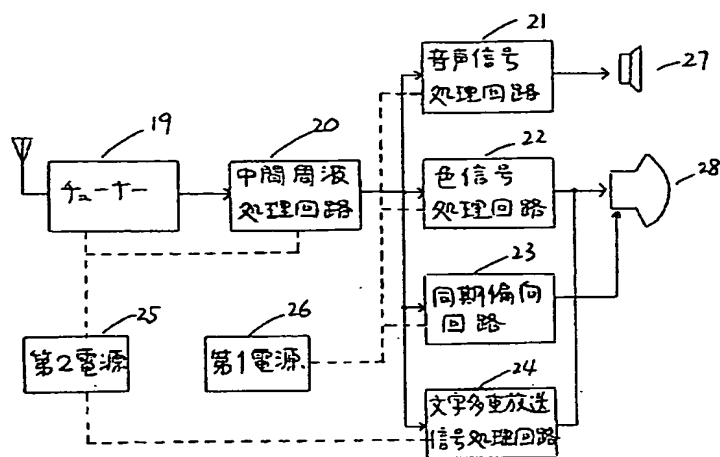 21
音声信号
処理回路
27
19
チューナー
20
中間周波
処理回路
22
色信号
処理回路
28
23
同期偏向
回路
25
第2電源
26
第1電源
24
文字多重放送
信号処理回路